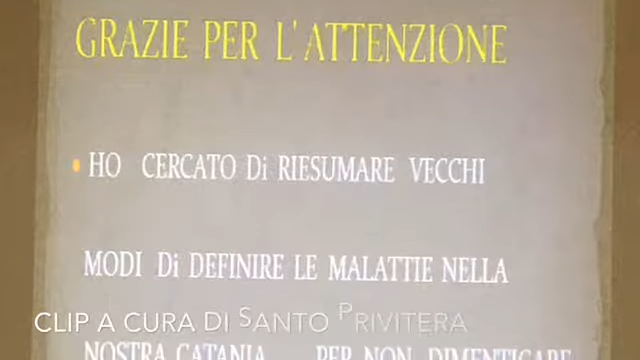 GRAZIE PER L'ATTENZIONE
• HO CERCATO Di RIESUMARE VECCHI
MODI Di DEFINIRE LE MALATTIE NELLA
CLIP A CURA DI SANTO PRIVITERA
NOSTRA CATANIA..... PER NON DIMENTICARE